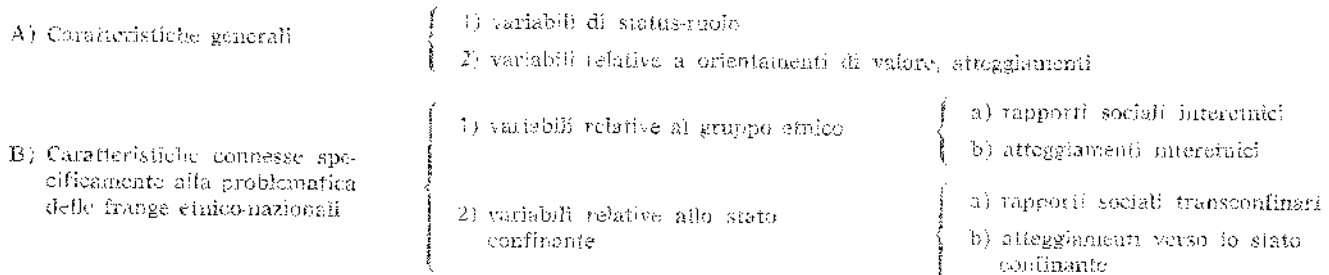 A) Caratteristiche generali
1) variabili di status-ruolo
2) variabili relative a orientamenti di valore, atteggiamenti
B) Caratteristiche connesse spe-
cificamente alla problematica
delle frange etnico-nazionali
1) variabili relative al gruppo etnico
a) rapporti sociali interetnici
b) atteggiamenti interetnici
2) variabili relative allo stato
confinante
a) rapporti sociali transconfinari
b) atteggiamenti verso lo stato
confinante